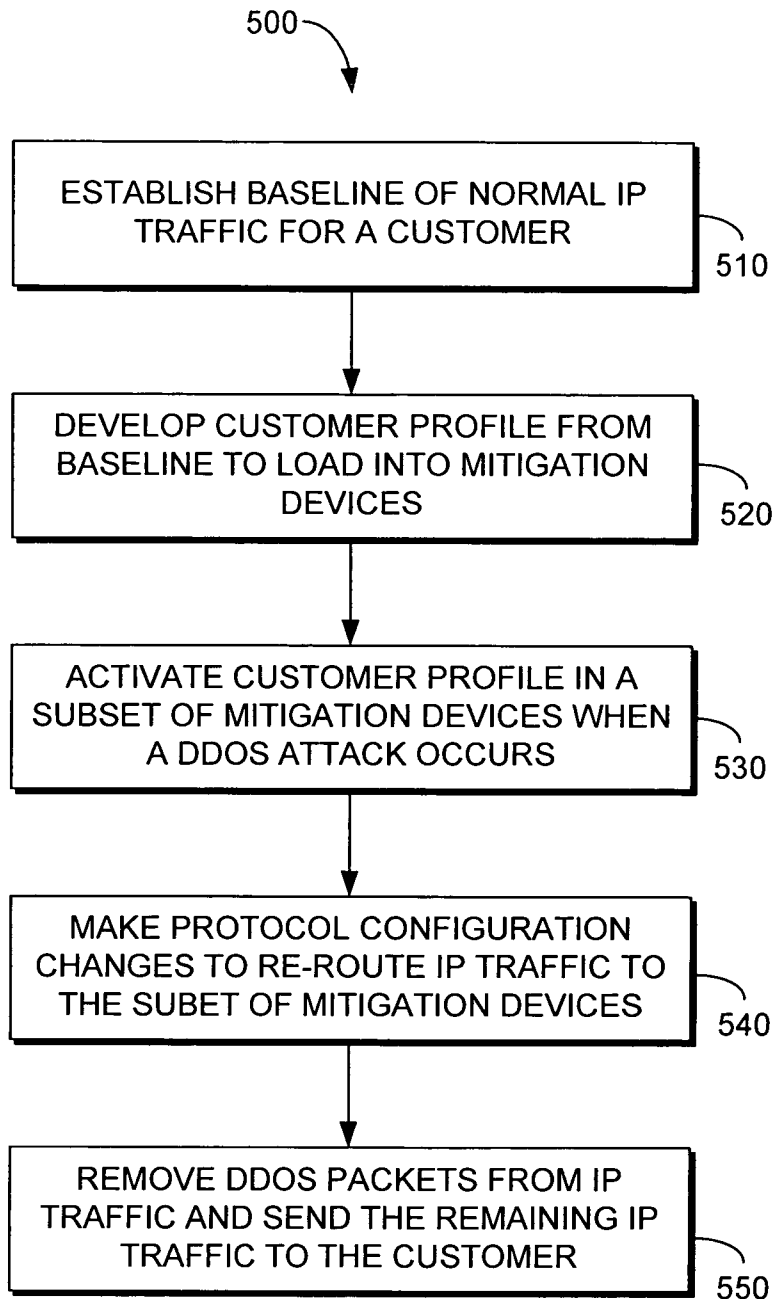 500
ESTABLISH BASELINE OF NORMAL IP
TRAFFIC FOR A CUSTOMER
510
DEVELOP CUSTOMER PROFILE FROM
BASELINE TO LOAD INTO MITIGATION
DEVICES
520
ACTIVATE CUSTOMER PROFILE IN A
SUBSET OF MITIGATION DEVICES WHEN
A DDOS ATTACK OCCURS
530
MAKE PROTOCOL CONFIGURATION
CHANGES TO RE-ROUTE IP TRAFFIC TO
THE SUBET OF MITIGATION DEVICES
540
REMOVE DDOS PACKETS FROM IP
TRAFFIC AND SEND THE REMAINING IP
TRAFFIC TO THE CUSTOMER
550